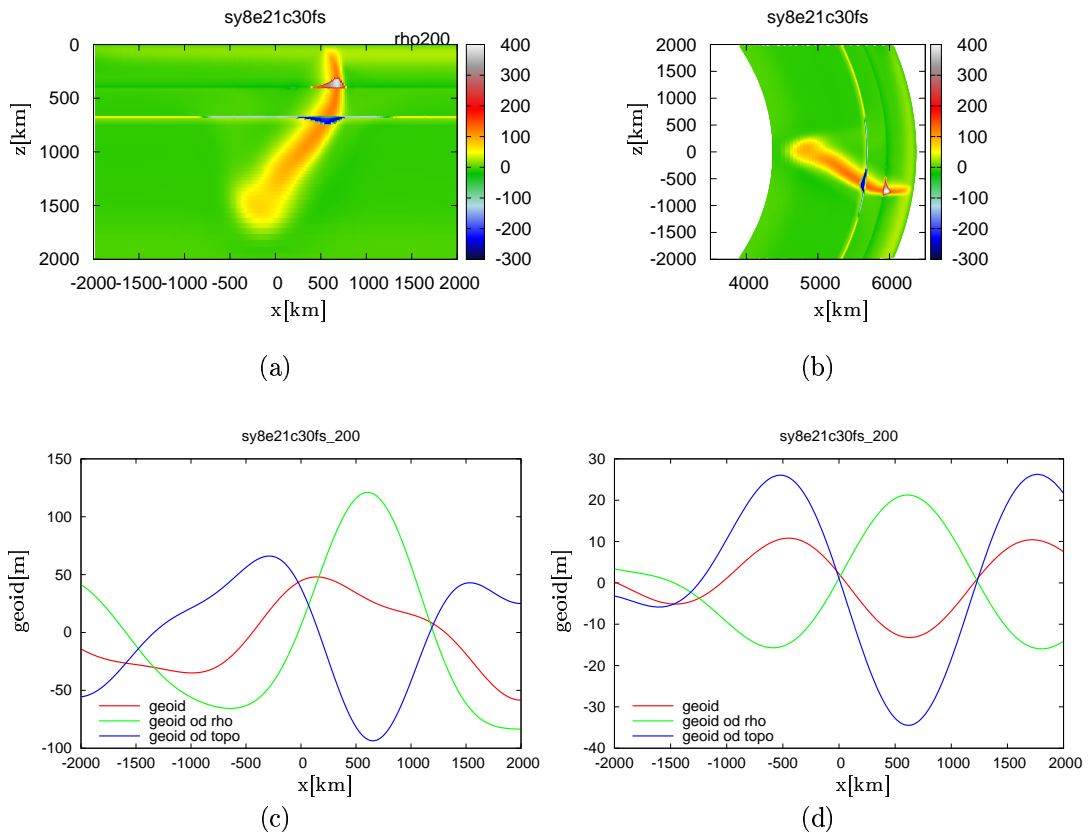 sy8e21c30fs
rho200
0
500
1000
1500
2000
z[km]
-2000-1500-1000 -500 0 500 1000 1500 2000
x[km]
400
300
200
100
0
-100
-200
-300
(a)
sy8e21c30fs
2000
1500
1000
500
0
-500
-1000
-1500
-2000
z[km]
4000 5000 6000
x[km]
400
300
200
100
0
-100
-200
-300
(b)
sy8e21c30fs_200
150
100
50
0
-50
-100
geoid[m]
geoid
geoid od rho
geoid od topo
-2000 -1500 -1000 -500 0 500 1000 1500 2000
x[km]
(c)
sy8e21c30fs_200
30
20
10
0
-10
-20
-30
-40
geoid[m]
geoid
geoid od rho
geoid od topo
-2000 -1500 -1000 -500 0 500 1000 1500 2000
x[km]
(d)